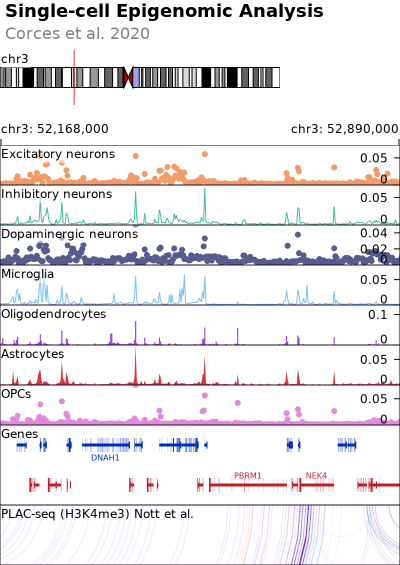 Single-cell Epigenomic Analysis
Corces et al. 2020
chr3
chr3: 52,168,000 chr3: 52,890,000
Excitatory neurons 0.05
0
Inhibitory neurons 0.05
0
Dopaminergic neurons 0.04
0.02
0
Microglia 0.05
0
Oligodendrocytes 0.1
0
Astrocytes 0.05
0
OPCs 0.05
0
Genes
DNAH1
PBRM1 NEK4
PLAC-seq (H3K4me3) Nott et al.